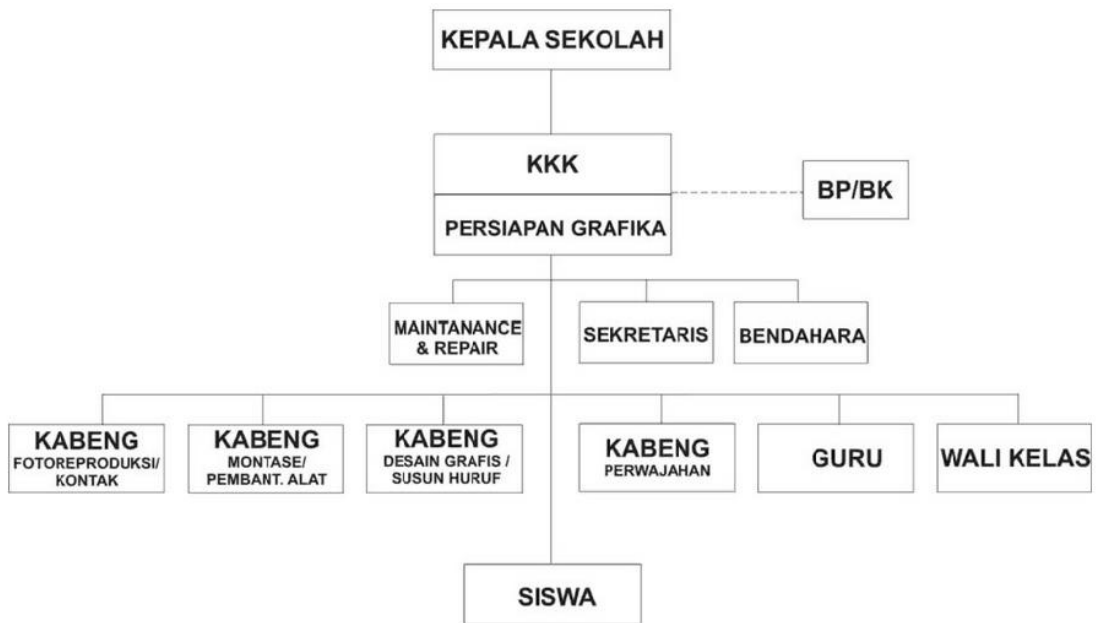 KEPALA SEKOLAH
KKK
BP/BK
PERSIAPAN GRAFIKA
MAINTANANCE
& REPAIR
SEKRETARIS
BENDAHARA
KABENG
FOTOREPRODUKSI/
KONTAK
KABENG
MONTASE/
PEMBANT. ALAT
KABENG
DESAIN GRAFIS /
SUSUN HURUF
KABENG
PERWAJAHAN
GURU
WALI KELAS
SISWA